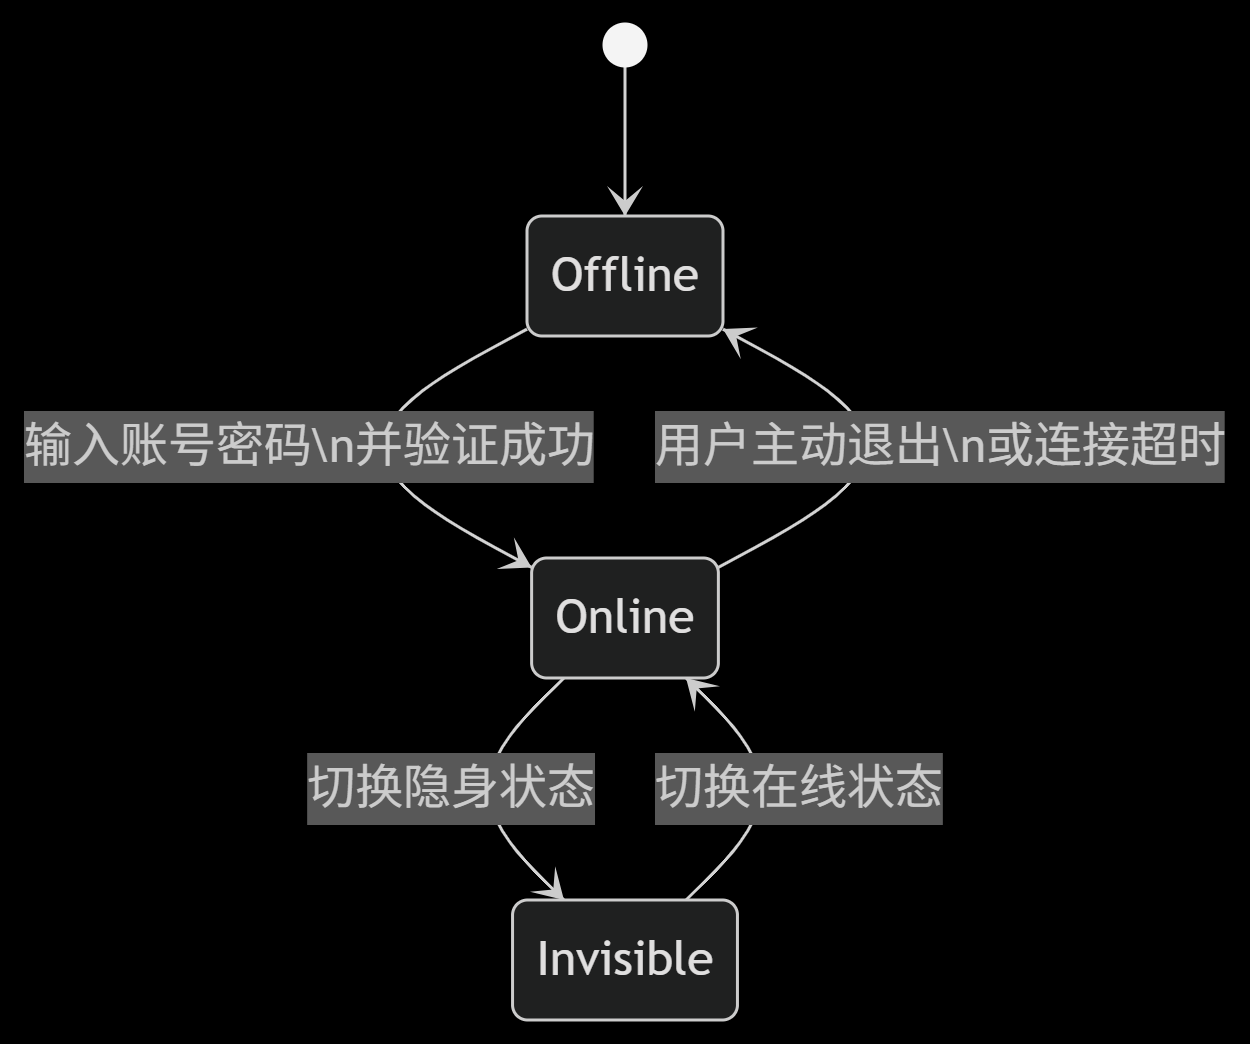 Offline
输入账号密码\n并验证成功
用户主动退出\n或连接超时
Online
切换隐身状态
切换在线状态
Invisible